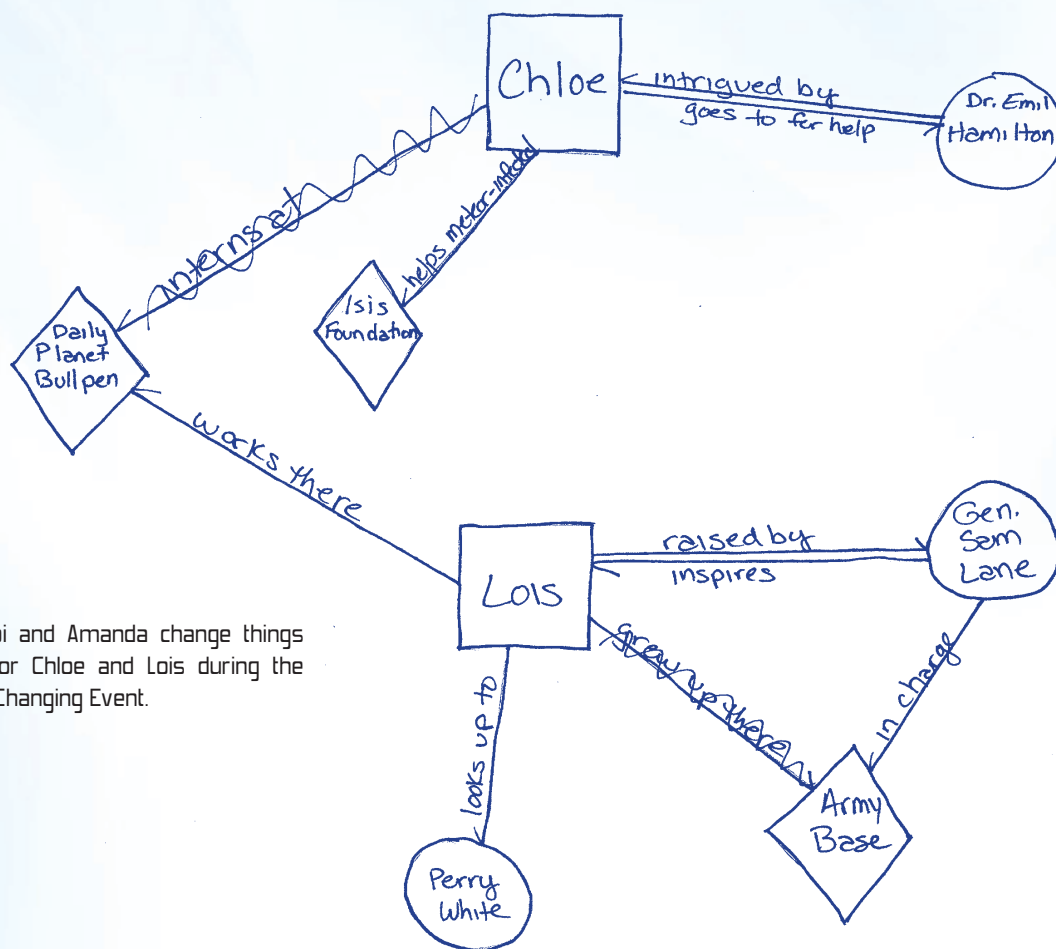 Chloe
intrigued by
goes to for help
Dr. Emil
Hamilton
interns at
helps meteor-infected
Isis
Foundation
Daily
Planet
Bullpen
works there
Lois
raised by
inspires
Gen.
Sam
Lane
and Amanda change things
Chloe and Lois during the
Changing Event.
grew up there
in charge
looks up to
Army
Base
Perry
White